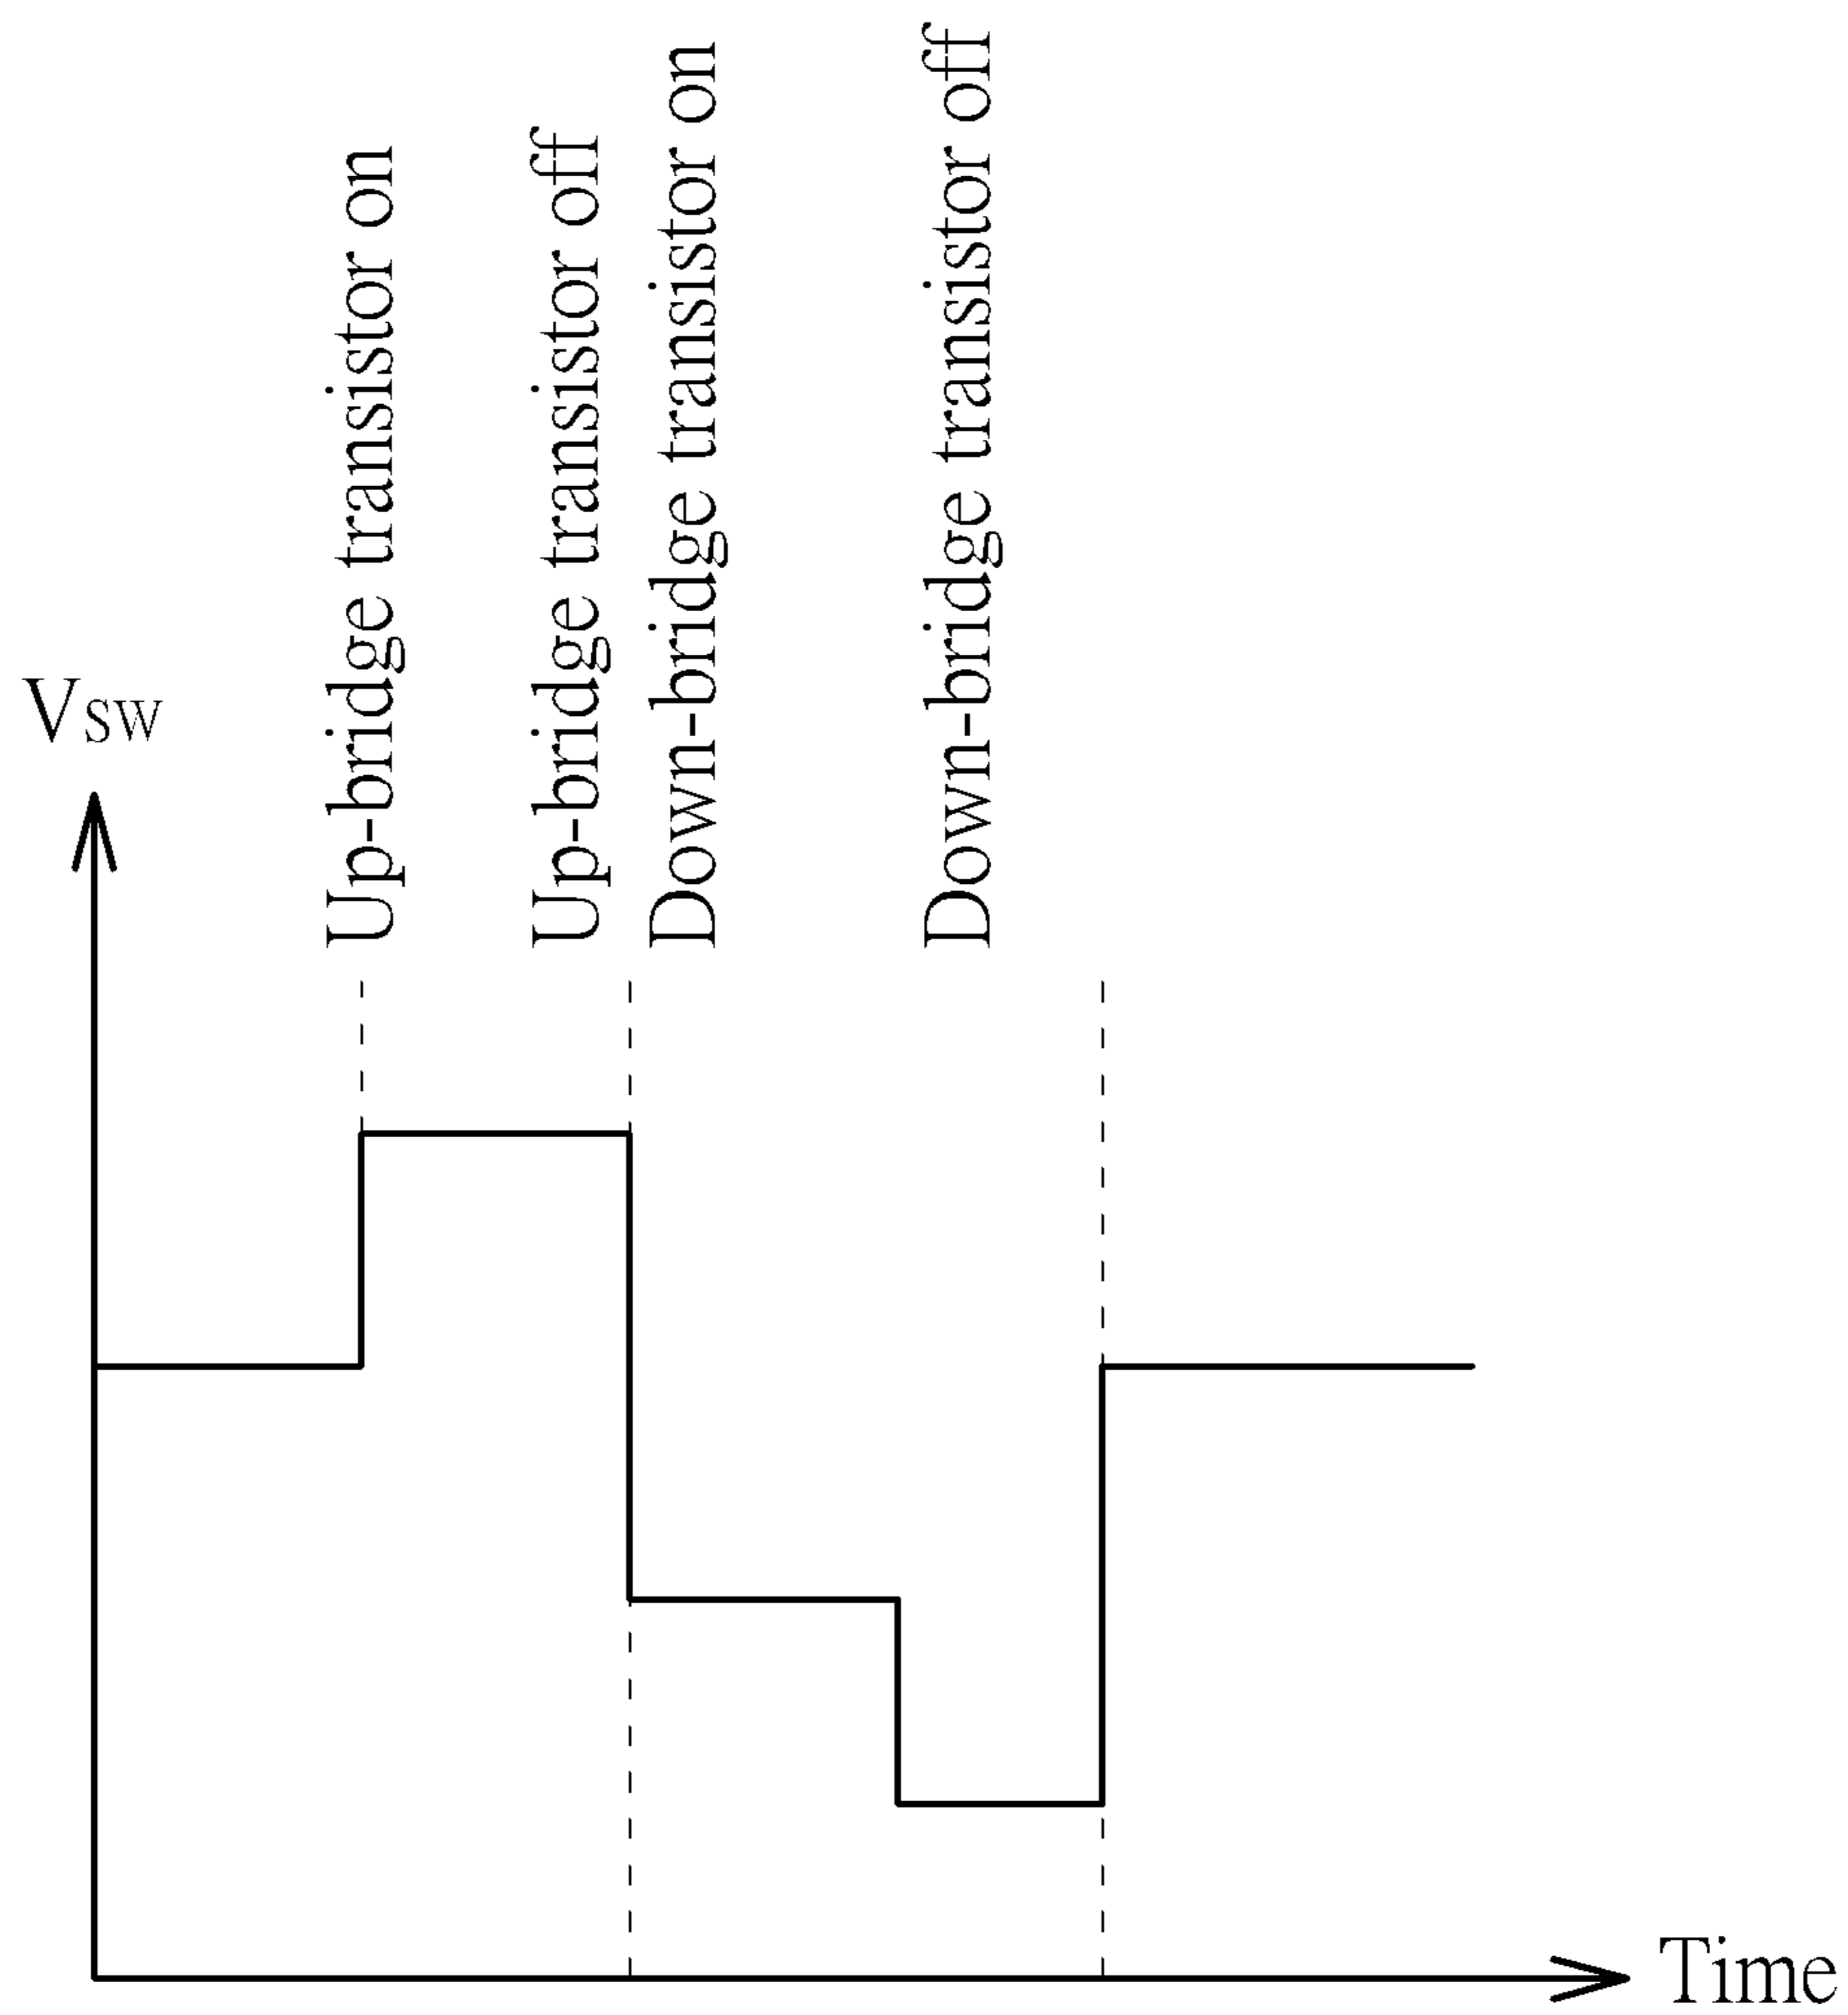 Up-bridge transistor on
Up-bridge transistor off
Down-bridge transistor on
Down-bridge transistor off
VSW
Time